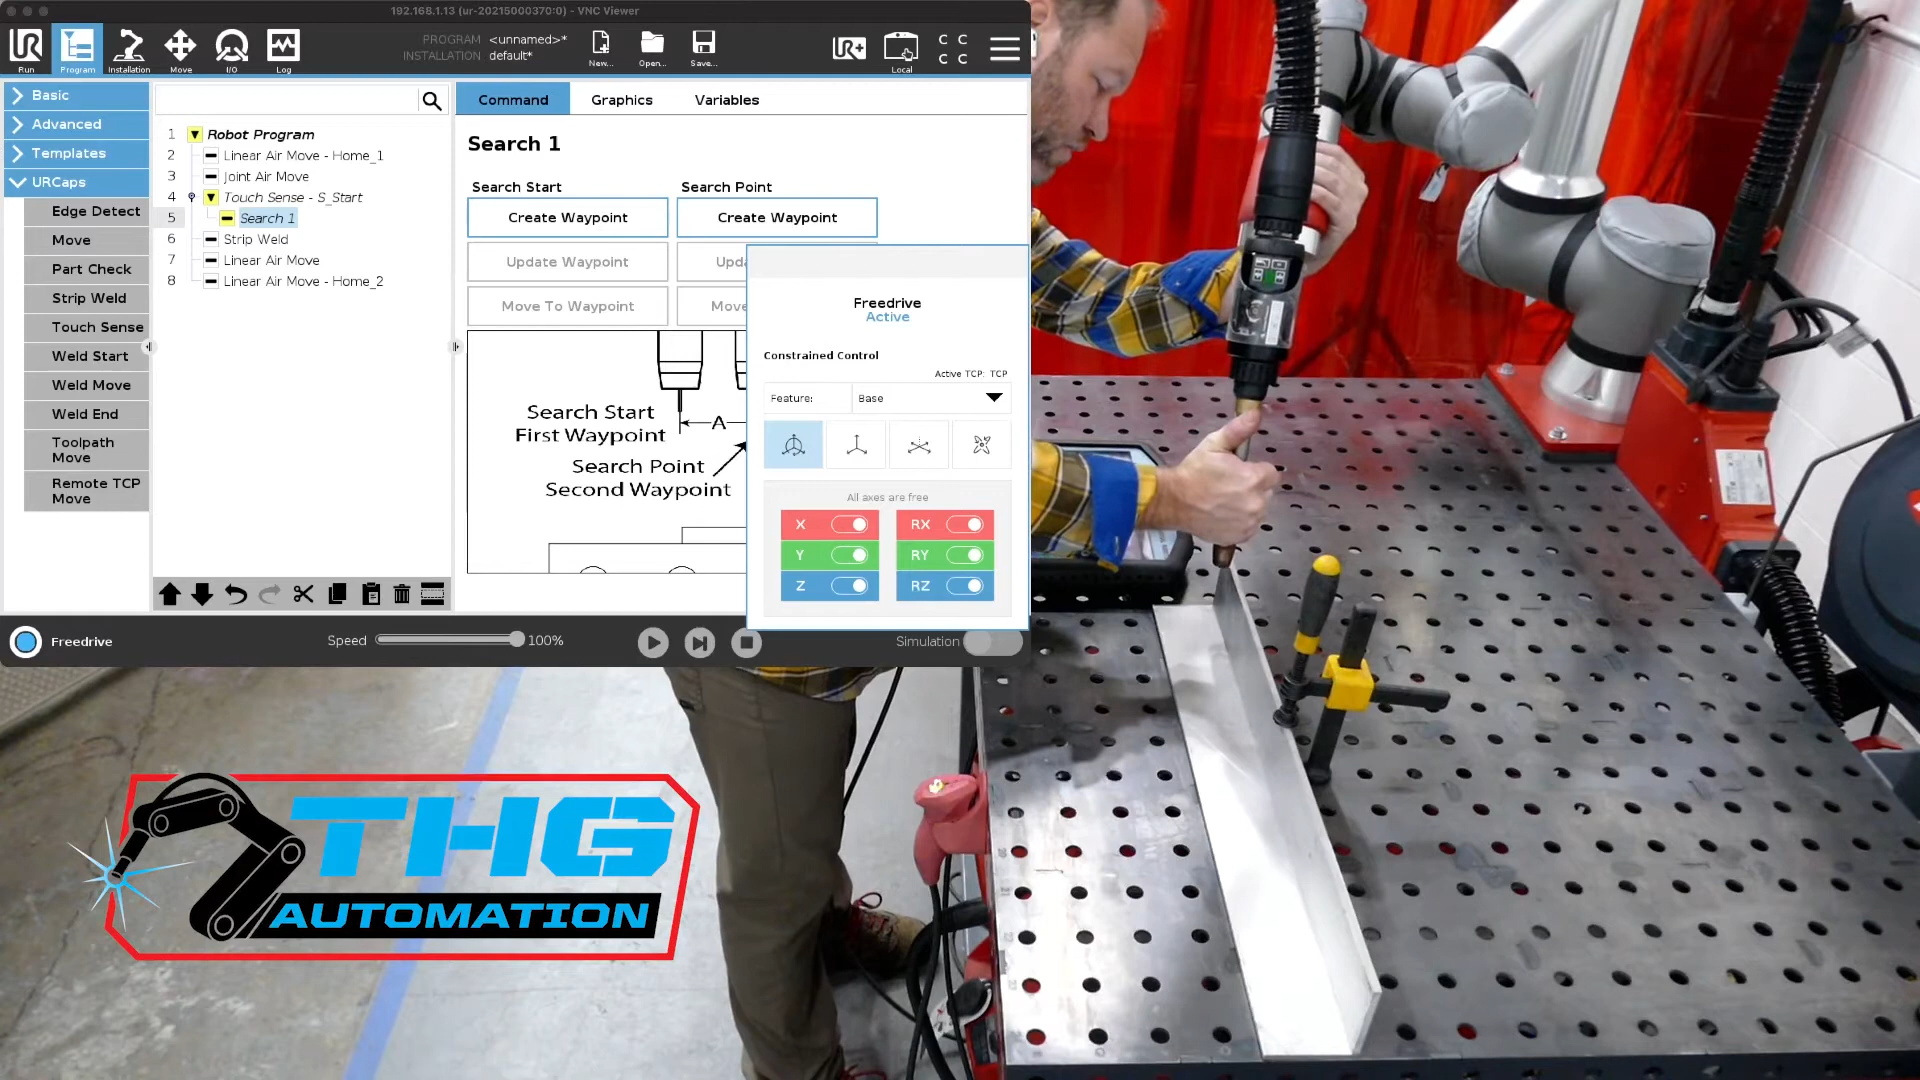 192.168.1.13 (ur-20215000370:0) - VNC Viewer
Run
Program
Installation
Move
I/O
Log
PROGRAM <unnamed>*
INSTALLATION default*
New...
Open...
Save...
UR+
Local
C C
C C
Basic
Advanced
Templates
URCaps
Edge Detect
Move
Part Check
Strip Weld
Touch Sense
Weld Start
Weld Move
Weld End
Toolpath
Move
Remote TCP
Move
1 Robot Program
2 Linear Air Move - Home_1
3 Joint Air Move
4 Touch Sense - S_Start
5 Search 1
6 Strip Weld
7 Linear Air Move
8 Linear Air Move - Home_2
Command Graphics Variables
Search 1
Search Start
Search Point
Create Waypoint
Create Waypoint
Update Waypoint
Upda
Move To Waypoint
Move
Search Start
First Waypoint
A
Search Point
Second Waypoint
Freedrive
Active
Constrained Control
Active TCP: TCP
Feature: Base
All axes are free
X RX
Y RY
Z RZ
Freedrive
Speed 100%
Simulation
THG
AUTOMATION